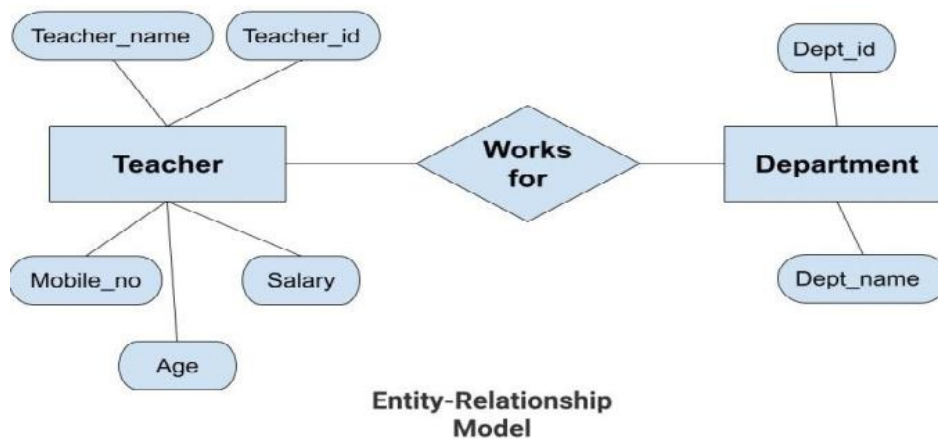 Teacher_name
Teacher_id
Dept_id
Teacher
Works
for
Department
Mobile_no
Salary
Dept_name
Age
Entity-Relationship
Model